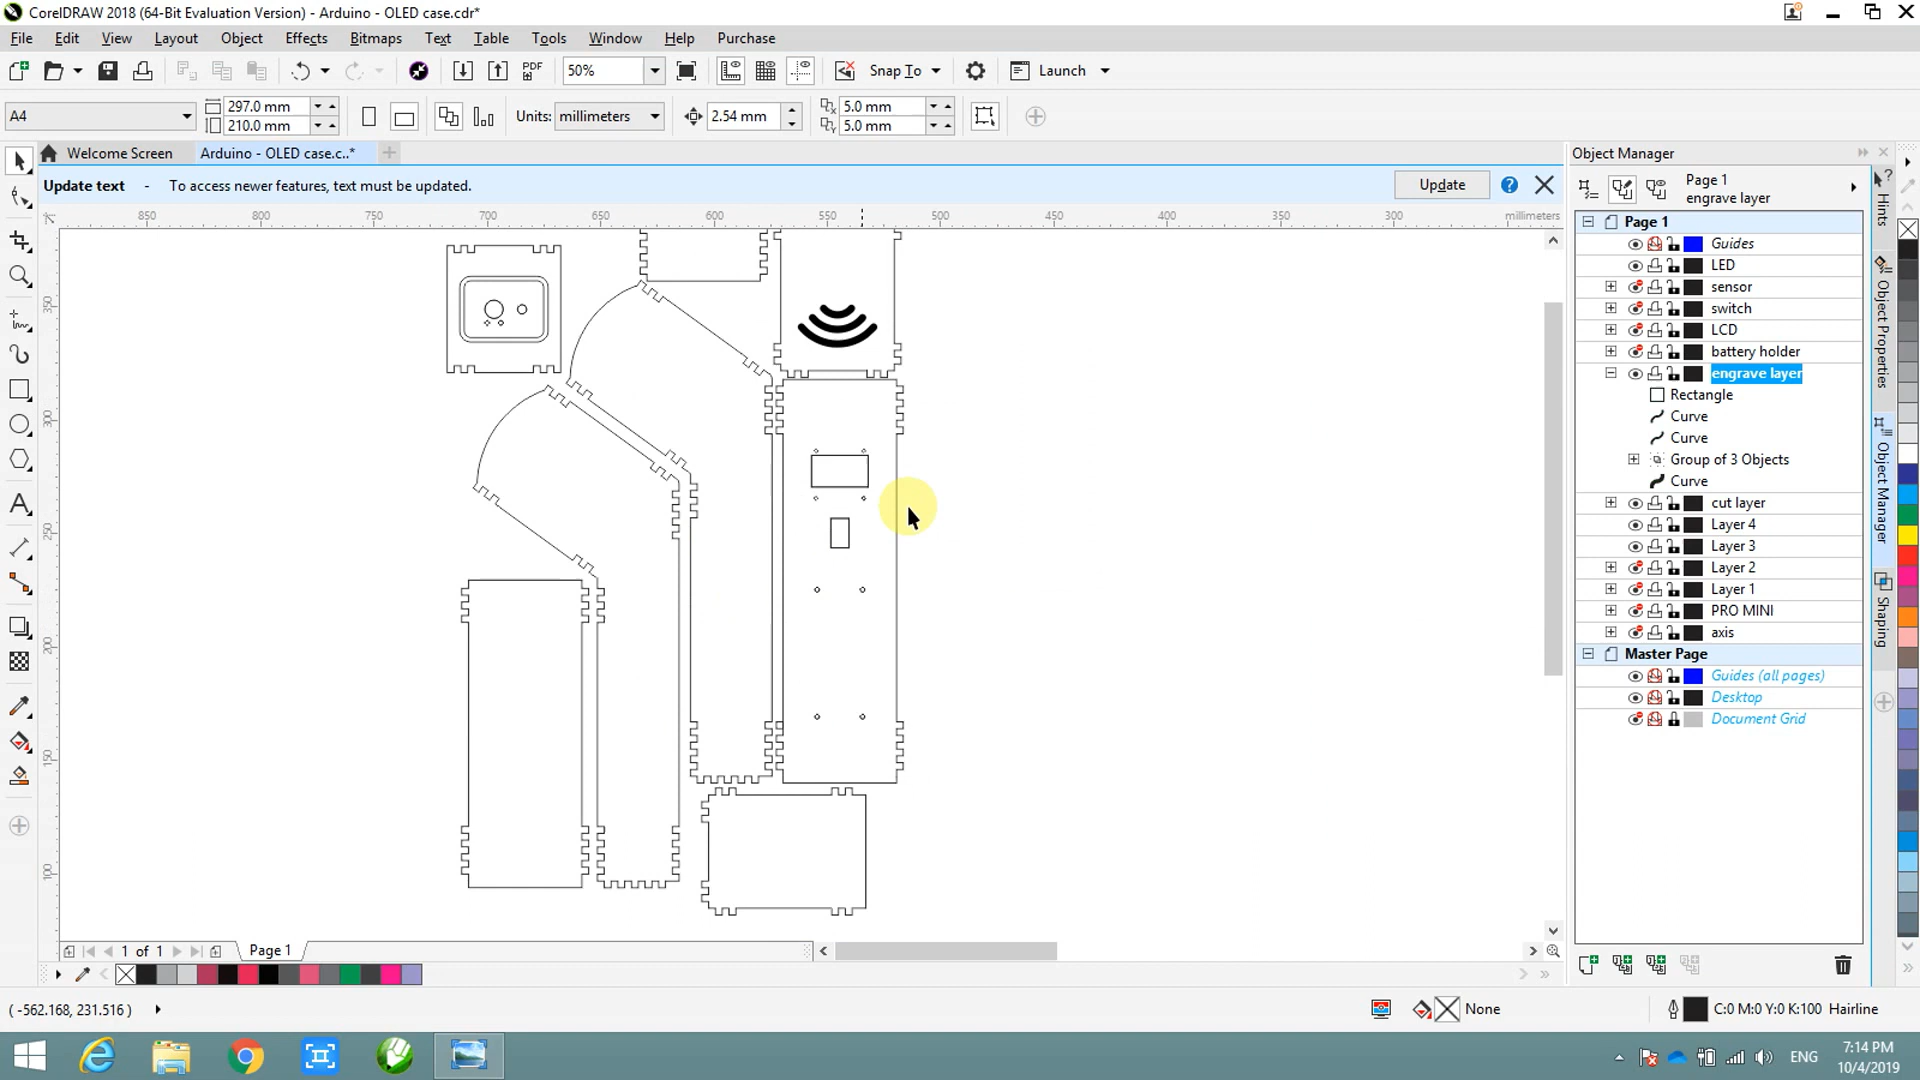 CorelDRAW 2018 (64-Bit Evaluation Version) - Arduino - OLED case.cdr*
File Edit View Layout Object Effects Bitmaps Text Table Tools Window Help Purchase
PDF 50% Snap To Launch
A4 297.0 mm 210.0 mm Units: millimeters 2.54 mm 5.0 mm 5.0 mm
Welcome Screen Arduino - OLED case.c..*
Update text - To access newer features, text must be updated. Update
850 800 750 700 650 600 550 500 450 400 350 300 millimeters
350
300
250
200
150
100
Object Manager
Page 1
engrave layer
Page 1
Guides
LED
sensor
switch
LCD
battery holder
engrave layer
Rectangle
Curve
Curve
Group of 3 Objects
Curve
cut layer
Layer 4
Layer 3
Layer 2
Layer 1
PRO MINI
axis
Master Page
Guides (all pages)
Desktop
Document Grid
Hints
Object Properties
Object Manager
Shaping
1 of 1 Page 1
( -562.168, 231.516 ) None C:0 M:0 Y:0 K:100 Hairline
ENG 7:14 PM
10/4/2019